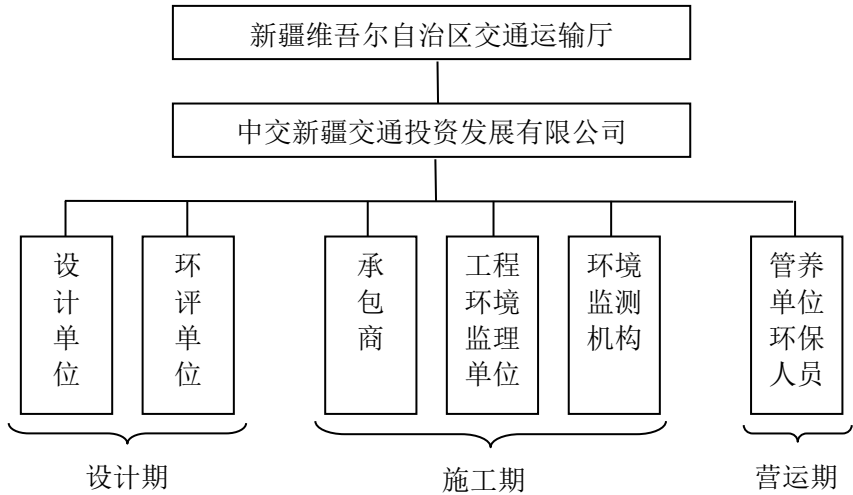 新疆维吾尔自治区交通运输厅
中交新疆交通投资发展有限公司
设
计
单
位
环
评
单
位
承
包
商
工程
环境
监理
单位
环境
监测
机构
管养
单位
环保
人员
设计期
施工期
营运期